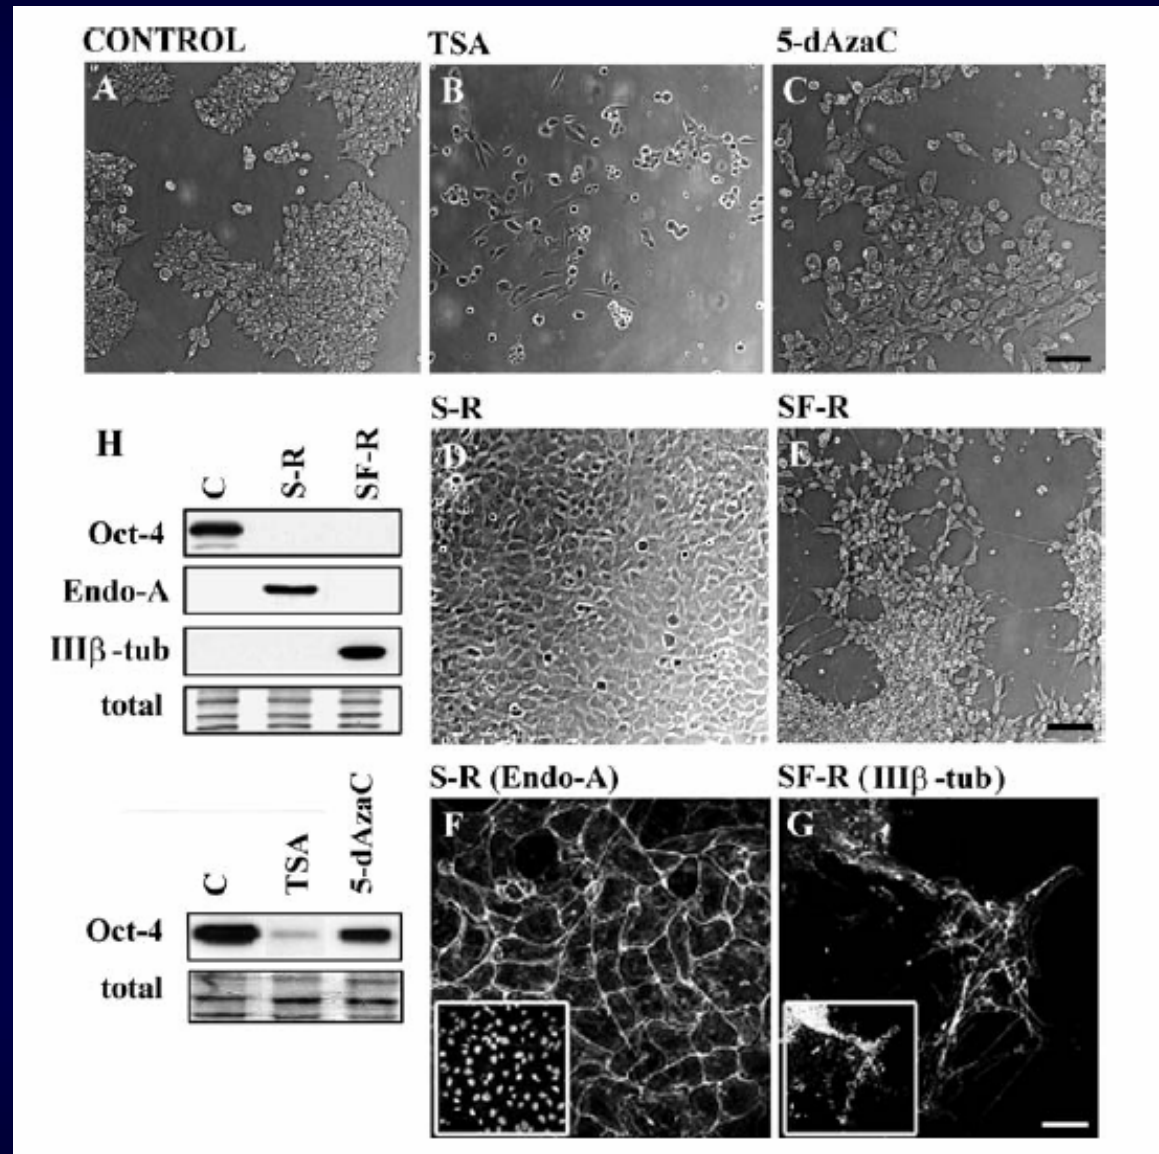 CONTROL
TSA
5-dAzaC
A
B
C
S-R
SF-R
D
E
H
C
S-R
SF-R
Oct-4
Endo-A
IIIβ-tub
total
S-R (Endo-A)
SF-R (IIIβ-tub)
F
G
C
TSA
5-dAzaC
Oct-4
total